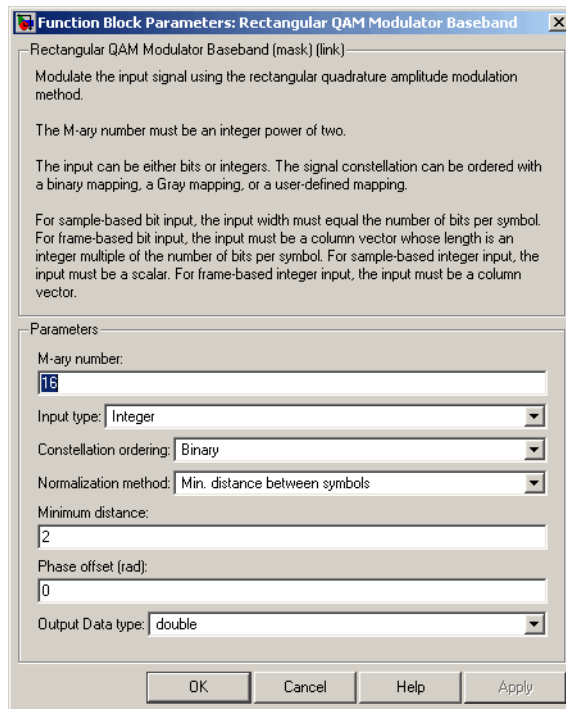 Function Block Parameters: Rectangular QAM Modulator Baseband
Rectangular QAM Modulator Baseband (mask) (link)
Modulate the input signal using the rectangular quadrature amplitude modulation
method.
The M-ary number must be an integer power of two.
The input can be either bits or integers. The signal constellation can be ordered with
a binary mapping, a Gray mapping, or a user-defined mapping.
For sample-based bit input, the input width must equal the number of bits per symbol.
For frame-based bit input, the input must be a column vector whose length is an
integer multiple of the number of bits per symbol. For sample-based integer input, the
input must be a scalar. For frame-based integer input, the input must be a column
vector.
Parameters
M-ary number:
16
Input type: Integer
Constellation ordering: Binary
Normalization method: Min. distance between symbols
Minimum distance:
2
Phase offset (rad):
0
Output Data type: double
OK Cancel Help Apply